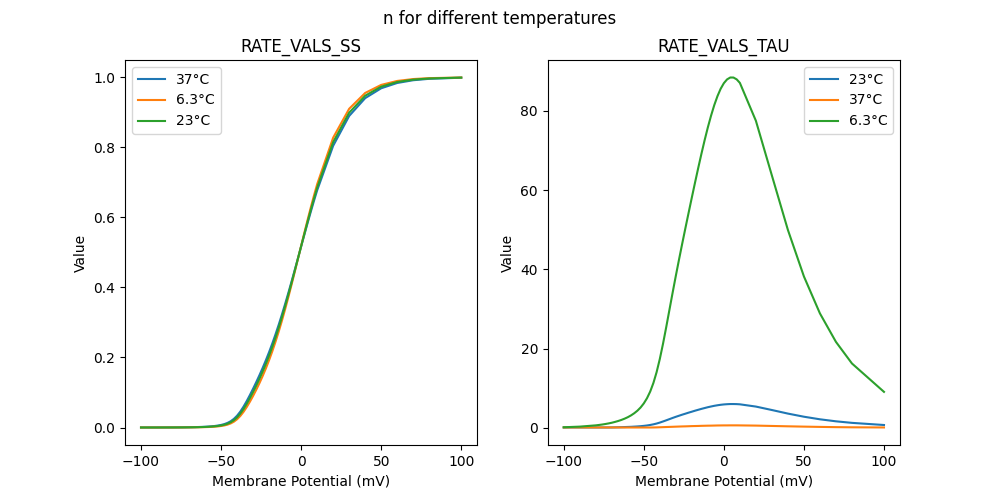 n for different temperatures
RATE_VALS_SS
RATE_VALS_TAU
1.0
0.8
0.6
0.4
0.2
0.0
Value
37°C
6.3°C
23°C
−100
−50
0
50
100
Membrane Potential (mV)
80
60
40
20
0
Value
23°C
37°C
6.3°C
−100
−50
0
50
100
Membrane Potential (mV)